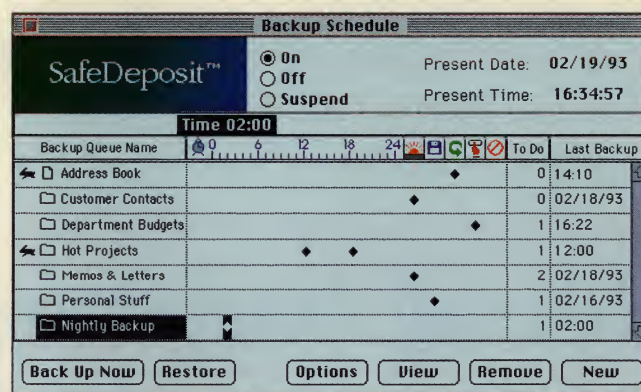 Backup Schedule
SafeDeposit™
On
Off
Suspend
Present Date: 02/19/93
Present Time: 16:34:57
Time 02:00
Backup Queue Name 0 6 12 18 24 To Do Last Backup
Address Book 0 14:10
Customer Contacts 0 02/18/93
Department Budgets 1 16:22
Hot Projects 1 12:00
Memos & Letters 2 02/18/93
Personal Stuff 1 02/16/93
Nightly Backup 1 02:00
Back Up Now Restore Options View Remove New